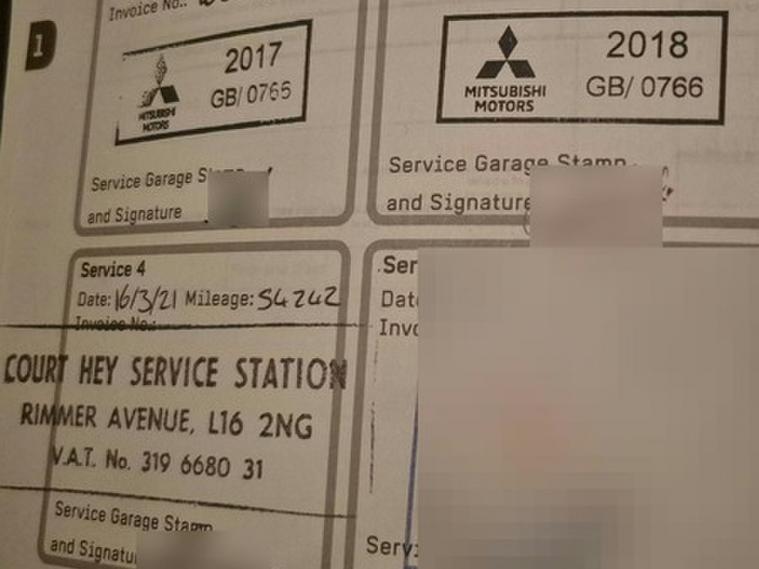 1
Invoice No.:
2017
GB/ 0765
MITSUBISHI
MOTORS
Service Garage
and Signature
2018
GB/ 0766
MITSUBISHI
MOTORS
Service Garage Stamp
and Signature
Service 4
Date: 16/3/21 Mileage: 54242
Invoice No.:
COURT HEY SERVICE STATION
RIMMER AVENUE, L16 2NG
V.A.T. No. 319 6680 31
Service Garage Stamp
and Signatu
Ser
Dat
Invo
Servi